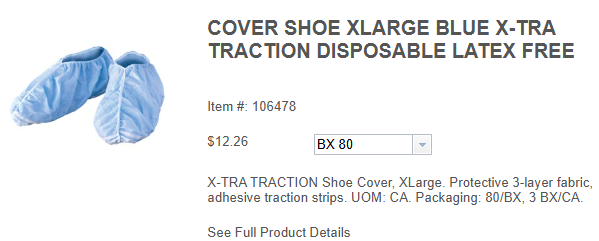 COVER SHOE XLARGE BLUE X-TRA
TRACTION DISPOSABLE LATEX FREE
Item #: 106478
$12.26 BX 80
X-TRA TRACTION Shoe Cover, XLarge. Protective 3-layer fabric,
adhesive traction strips. UOM: CA. Packaging: 80/BX, 3 BX/CA.
See Full Product Details